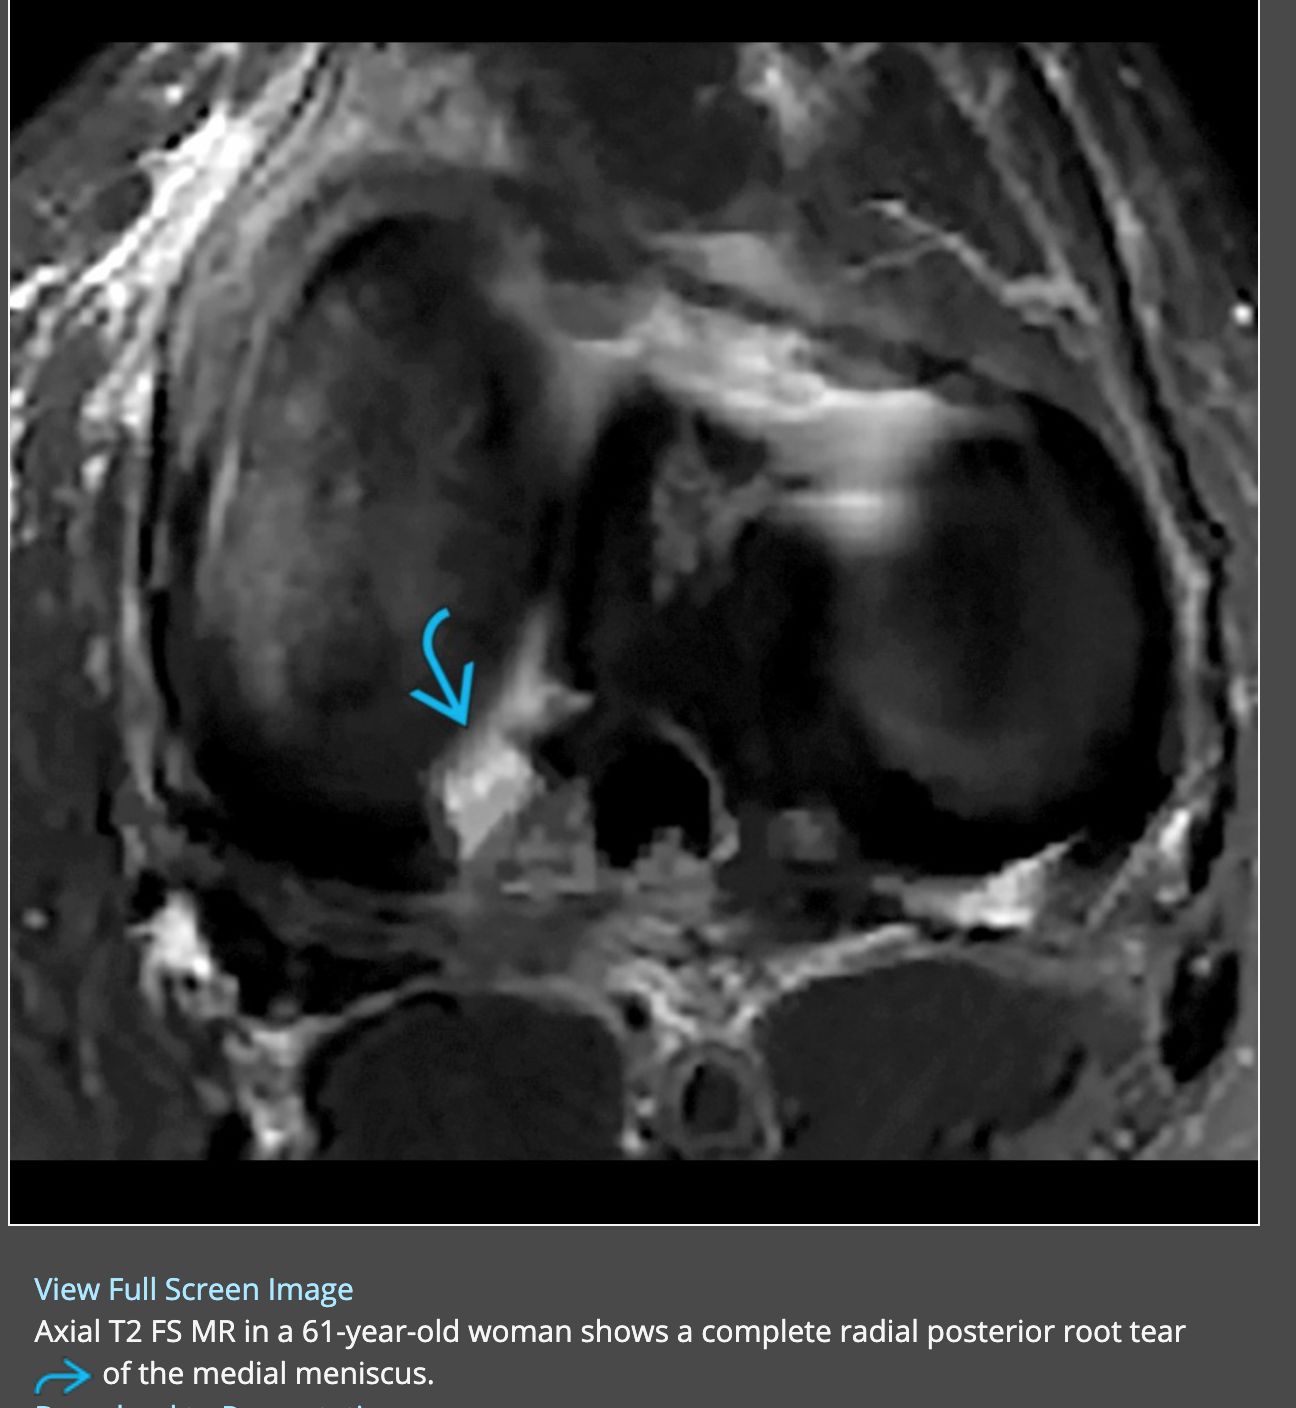 View Full Screen Image
Axial T2 FS MR in a 61-year-old woman shows a complete radial posterior root tear
of the medial meniscus.